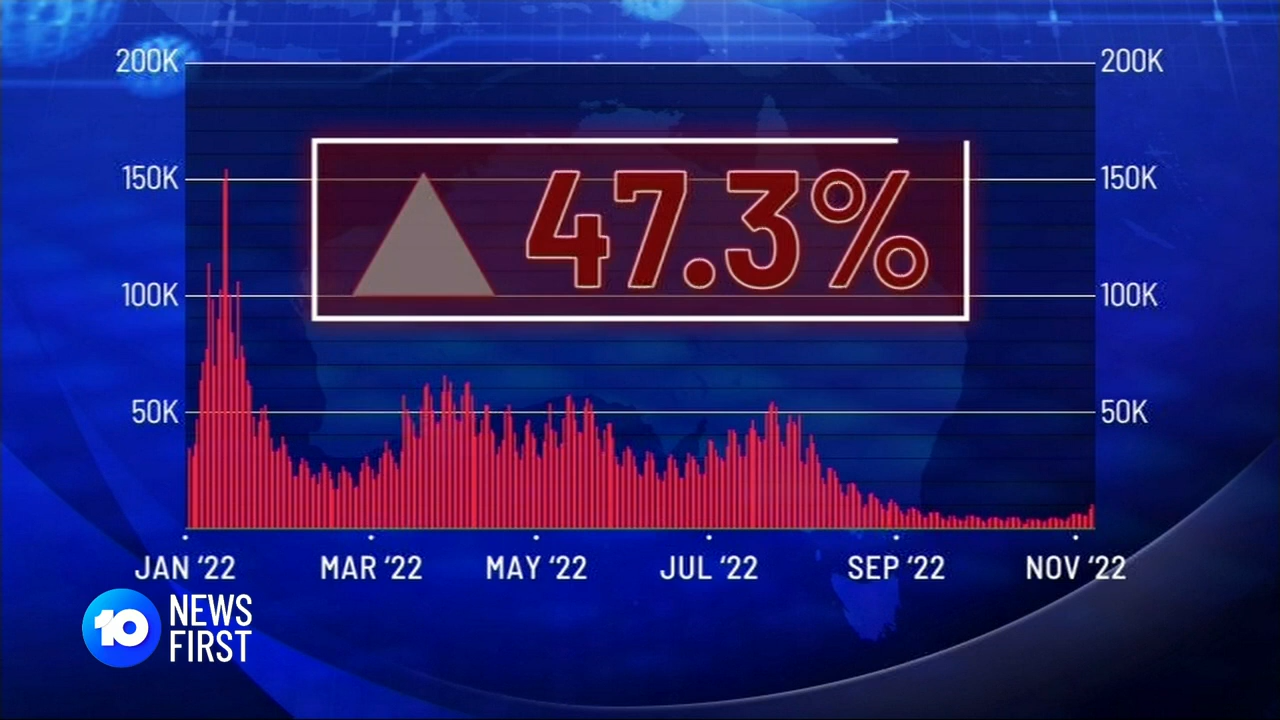 200K 200K
47.3%
150K 150K
100K 100K
50K 50K
JAN '22 MAR '22 MAY '22 JUL '22 SEP '22 NOV '22
10 NEWS
FIRST